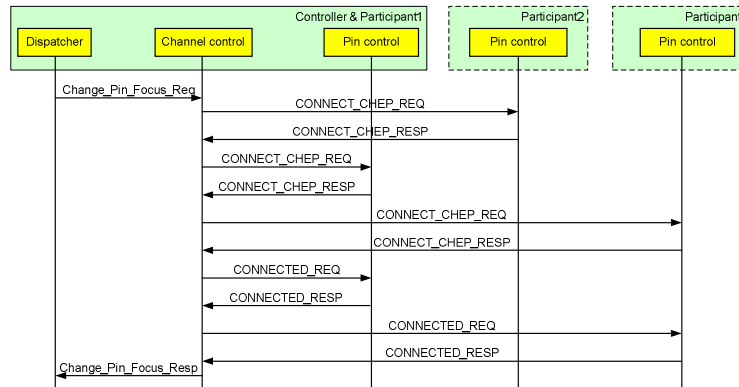 Controller & Participant1
Participant2
Participant
Dispatcher
Channel control
Pin control
Pin control
Pin control
Change_Pin_Focus_Req
CONNECT_CHEP_REQ
CONNECT_CHEP_RESP
CONNECT_CHEP_REQ
CONNECT_CHEP_RESP
CONNECT_CHEP_REQ
CONNECT_CHEP_RESP
CONNECTED_REQ
CONNECTED_RESP
CONNECTED_REQ
CONNECTED_RESP
Change_Pin_Focus_Resp